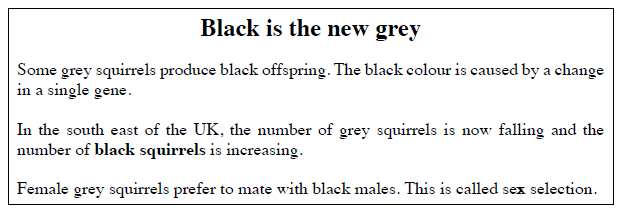 Black is the new grey
Some grey squirrels produce black offspring. The black colour is caused by a change
in a single gene.
In the south east of the UK, the number of grey squirrels is now falling and the
number of black squirrels is increasing.
Female grey squirrels prefer to mate with black males. This is called sex selection.